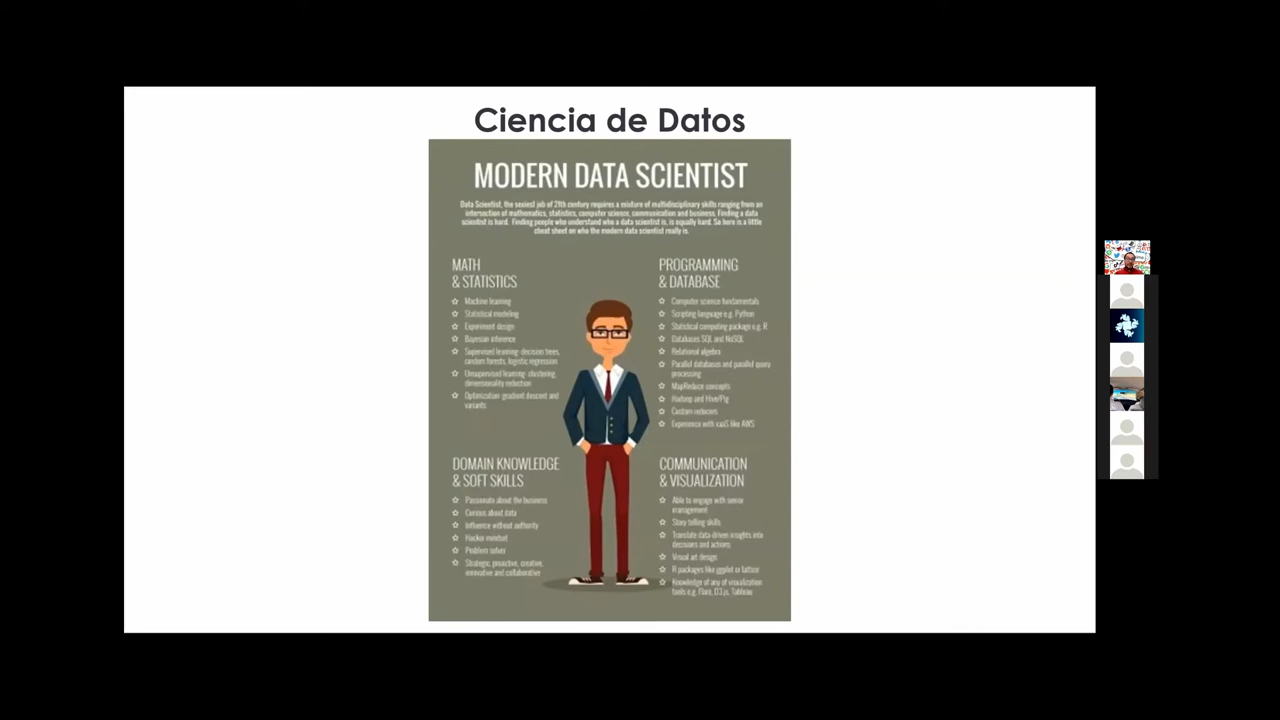 Ciencia de Datos
MODERN DATA SCIENTIST
Data Scientist, the sexiest job of 21th century requires a mixture of multidisciplinary skills ranging from an
intersection of mathematics, statistics, computer science, communication and business. Finding a data
scientist is hard. Finding people who understand who a data scientist is, is equally hard. So here is a little
cheat sheet on who the modern data scientist really is.
MATH
& STATISTICS
Machine learning
Statistical modeling
Experiment design
Bayesian inference
Supervised learning: decision trees,
random forests, logistic regression
Unsupervised learning: clustering,
dimensionality reduction
Optimization: gradient descent and
variants
PROGRAMMING
& DATABASE
Computer science fundamentals
Scripting language e.g. Python
Statistical computing package e.g. R
Databases SQL and NoSQL
Relational algebra
Parallel databases and parallel query
processing
MapReduce concepts
Hadoop and Hive/Pig
Custom reducers
Experience with xaaS like AWS
DOMAIN KNOWLEDGE
& SOFT SKILLS
Passionate about the business
Curious about data
Influence without authority
Hacker mindset
Problem solver
Strategic, proactive, creative,
innovative and collaborative
COMMUNICATION
& VISUALIZATION
Able to engage with senior
management
Story telling skills
Translate data-driven insights into
decisions and actions
Visual art design
R packages like ggplot or lattice
Knowledge of any of visualization
tools e.g. Flare, D3.js, Tableau